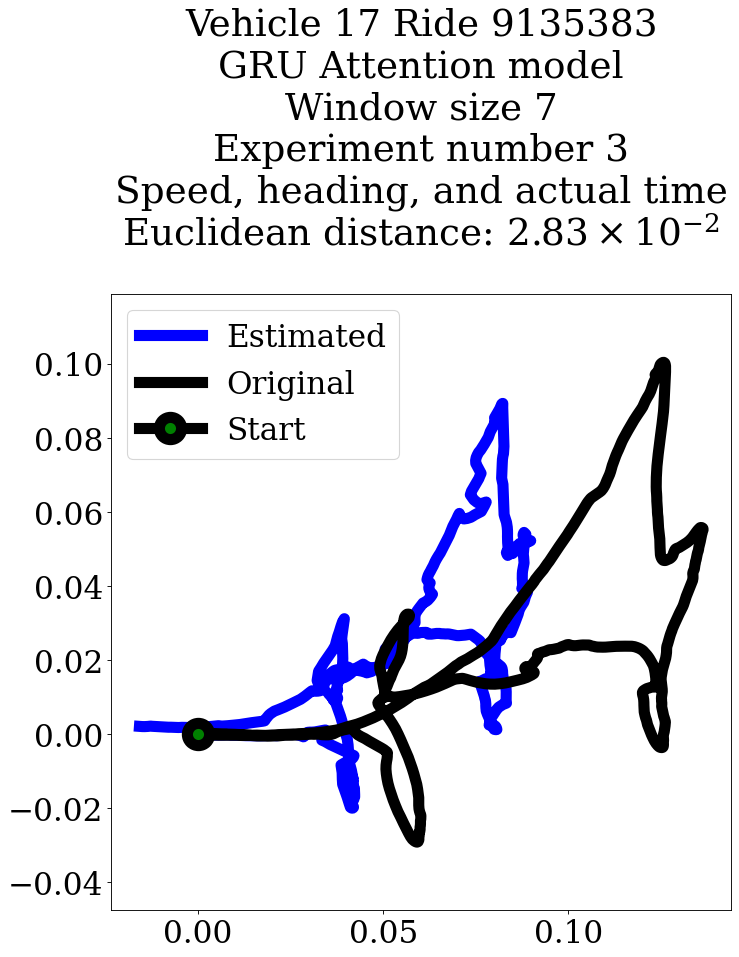 Vehicle 17 Ride 9135383
GRU Attention model
Window size 7
Experiment number 3
Speed, heading, and actual time
Euclidean distance: 2.83 × 10⁻²
Estimated
Original
Start
0.10
0.08
0.06
0.04
0.02
0.00
−0.02
−0.04
0.00 0.05 0.10